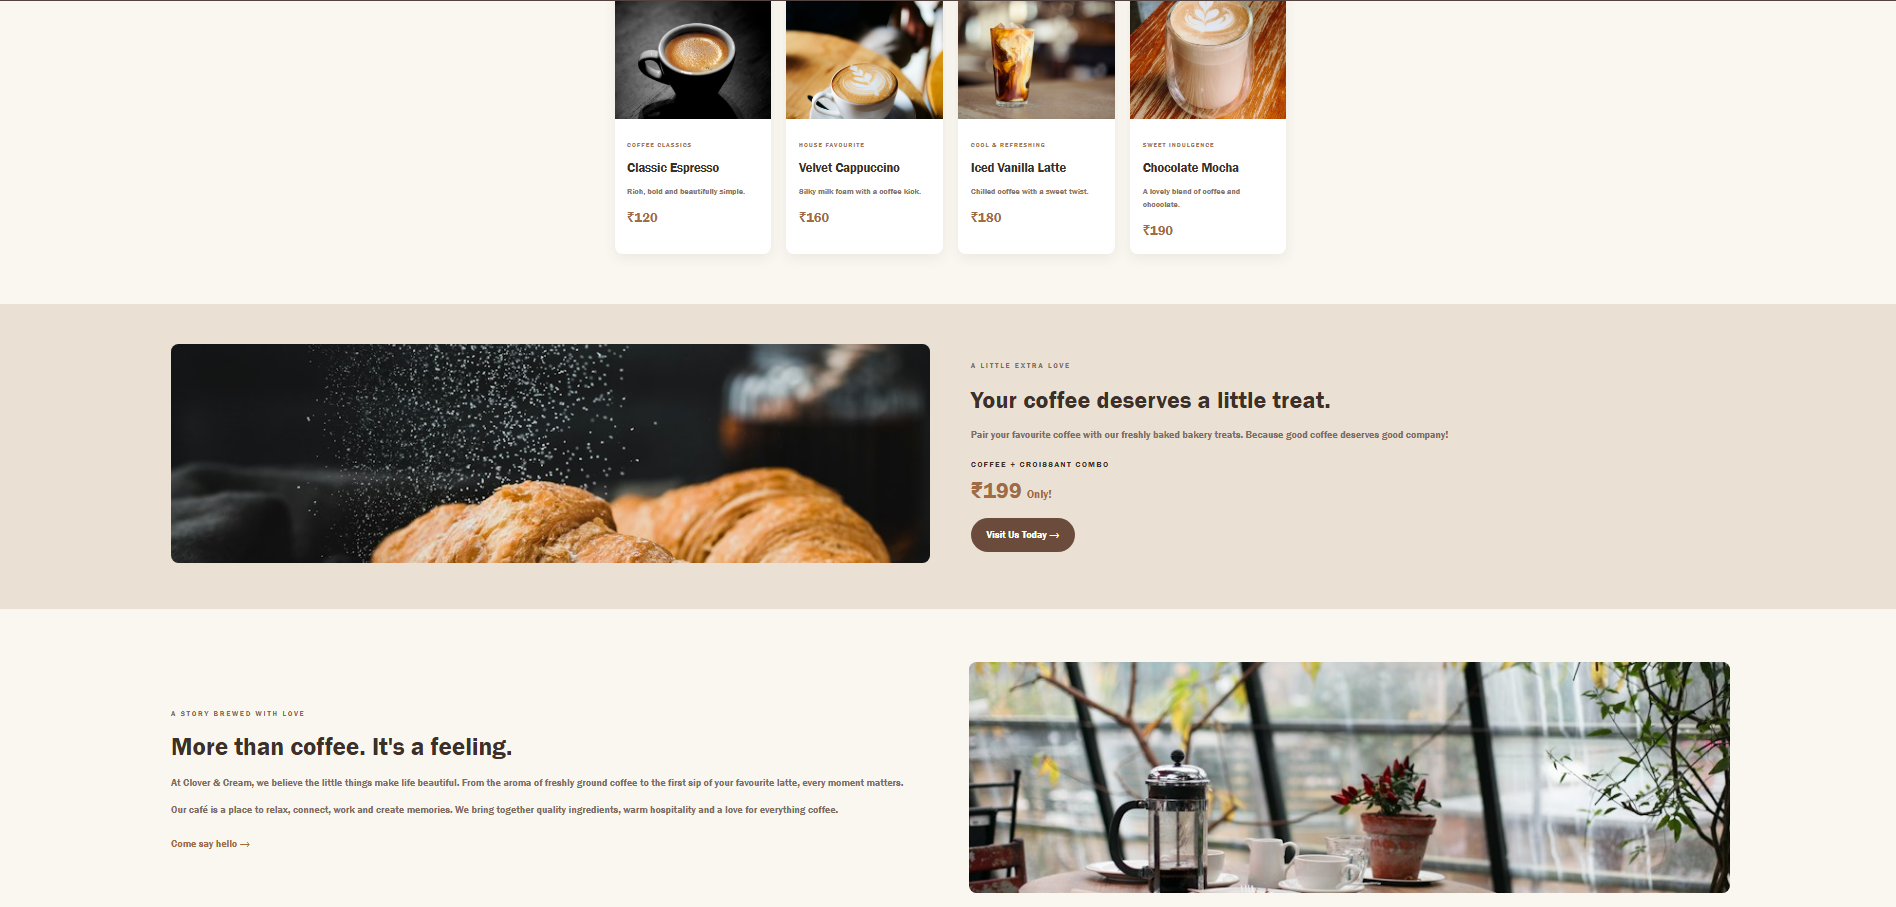 COFFEE CLASSICS
Classic Espresso
Rich, bold and beautifully simple.
₹120
HOUSE FAVOURITE
Velvet Cappuccino
Silky milk foam with a coffee kick.
₹160
COOL & REFRESHING
Iced Vanilla Latte
Chilled coffee with a sweet twist.
₹180
SWEET INDULGENCE
Chocolate Mocha
A lovely blend of coffee and
chocolate.
₹190
A LITTLE EXTRA LOVE
Your coffee deserves a little treat.
Pair your favourite coffee with our freshly baked bakery treats. Because good coffee deserves good company!
COFFEE + CROISSANT COMBO
₹199 Only!
Visit Us Today →
A STORY BREWED WITH LOVE
More than coffee. It's a feeling.
At Clover & Cream, we believe the little things make life beautiful. From the aroma of freshly ground coffee to the first sip of your favourite latte, every moment matters.
Our café is a place to relax, connect, work and create memories. We bring together quality ingredients, warm hospitality and a love for everything coffee.
Come say hello →